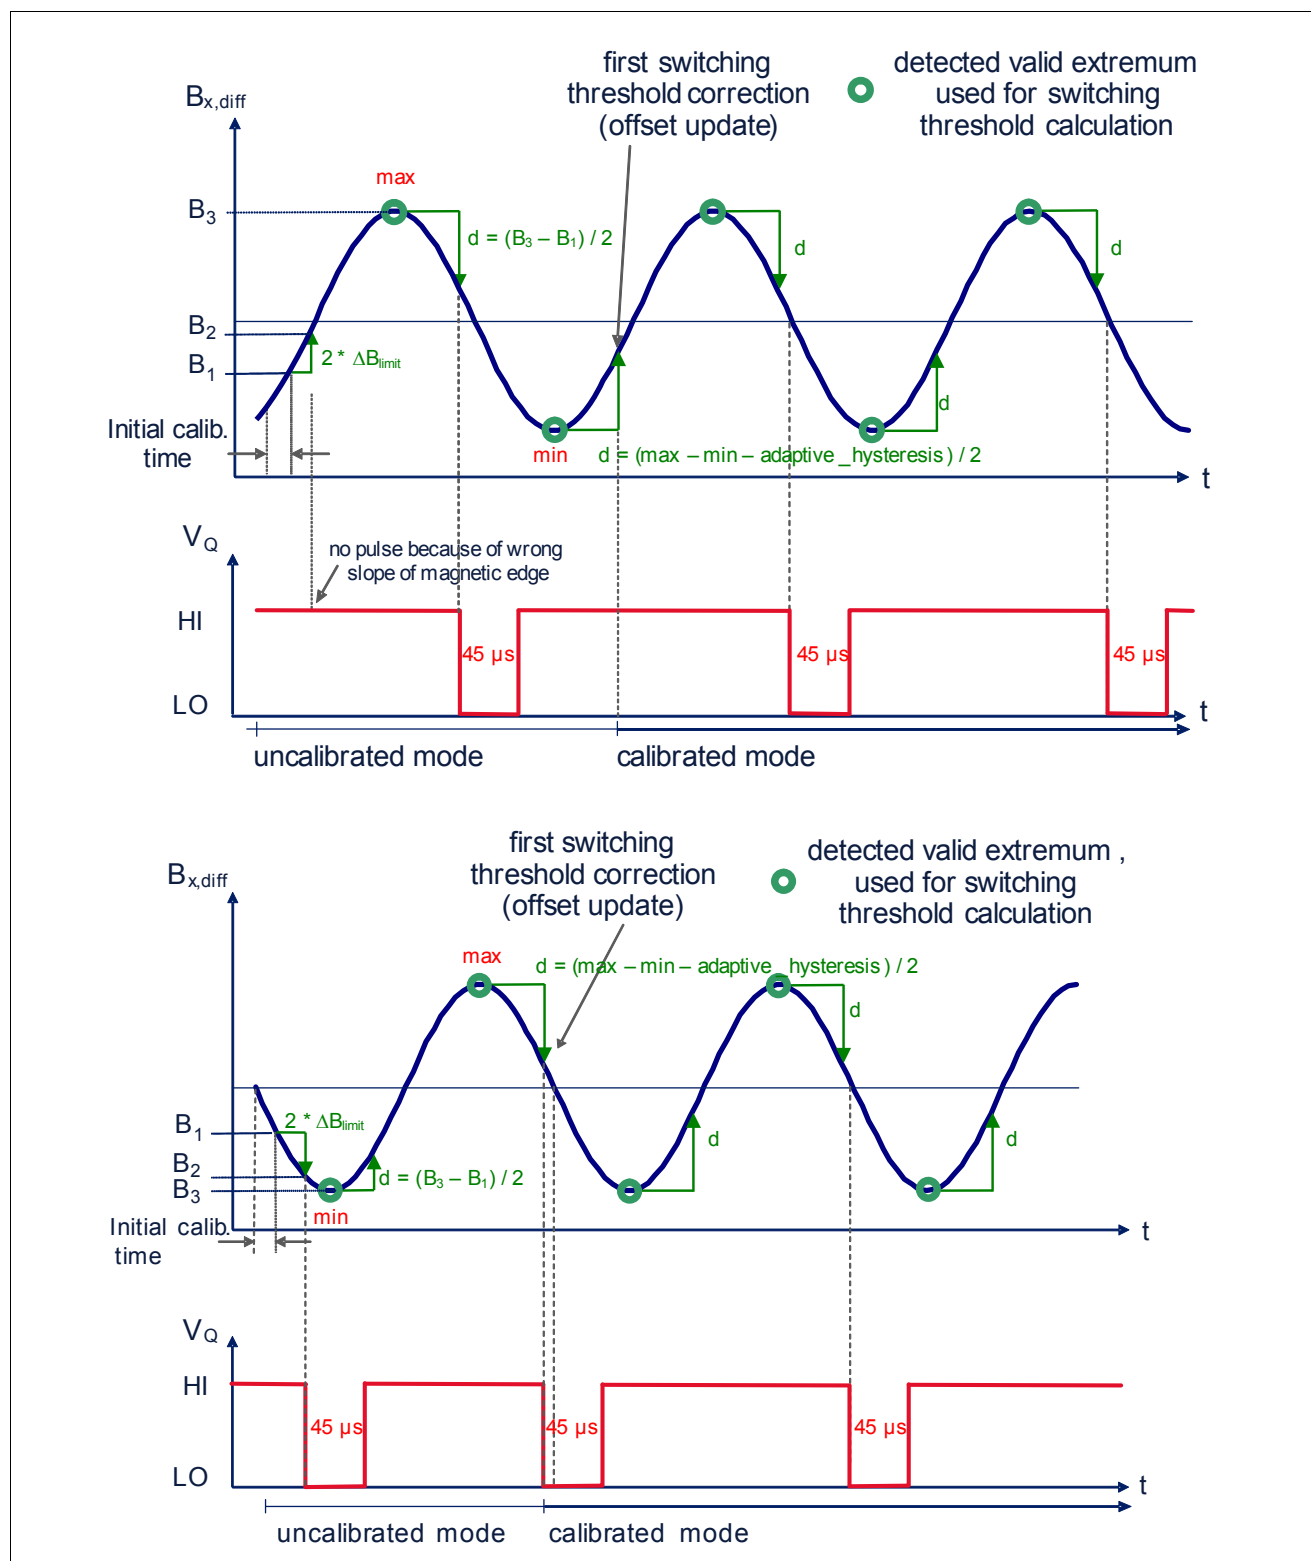 first switching
threshold correction
(offset update)
detected valid extremum
used for switching
threshold calculation
Bx,diff
max
B3
d = (B3 – B1) / 2
d
d
B2
2 * ΔBlimit
B1
d
Initial calib.
time
min
d = (max – min – adaptive_hysteresis) / 2
t
VQ
no pulse because of wrong
slope of magnetic edge
HI
45 µs
45 µs
45 µs
LO
t
uncalibrated mode
calibrated mode
first switching
threshold correction
(offset update)
detected valid extremum ,
used for switching
threshold calculation
Bx,diff
max
d = (max – min – adaptive_hysteresis) / 2
d
B1
2 * ΔBlimit
d
d
B2
d = (B3 – B1) / 2
B3
min
Initial calib.
time
t
VQ
HI
45 µs
45 µs
45 µs
LO
t
uncalibrated mode
calibrated mode